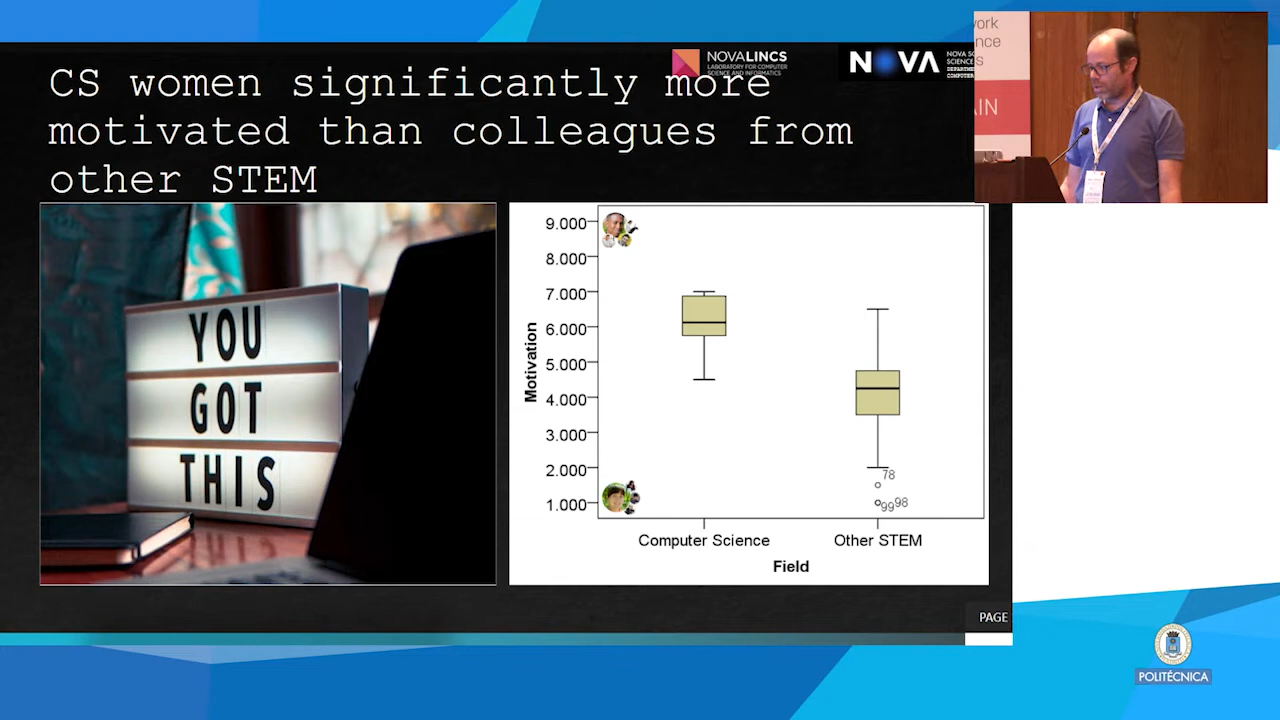 CS women significantly more
motivated than colleagues from
other STEM
NOVALINCS
LABORATORY FOR COMPUTER
SCIENCE AND INFORMATICS
NOVA
YOU
GOT
THIS
9.000
8.000
7.000
6.000
5.000
4.000
3.000
2.000
1.000
Motivation
78
98
99
Computer Science
Other STEM
Field
PAGE
POLITÉCNICA